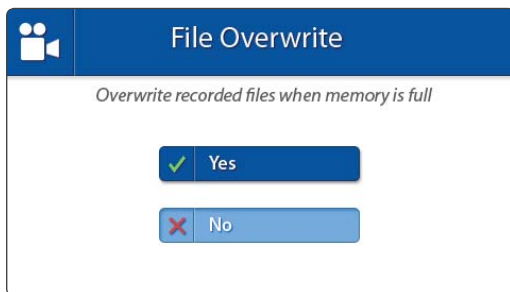 File Overwrite
Overwrite recorded files when memory is full
Yes
No